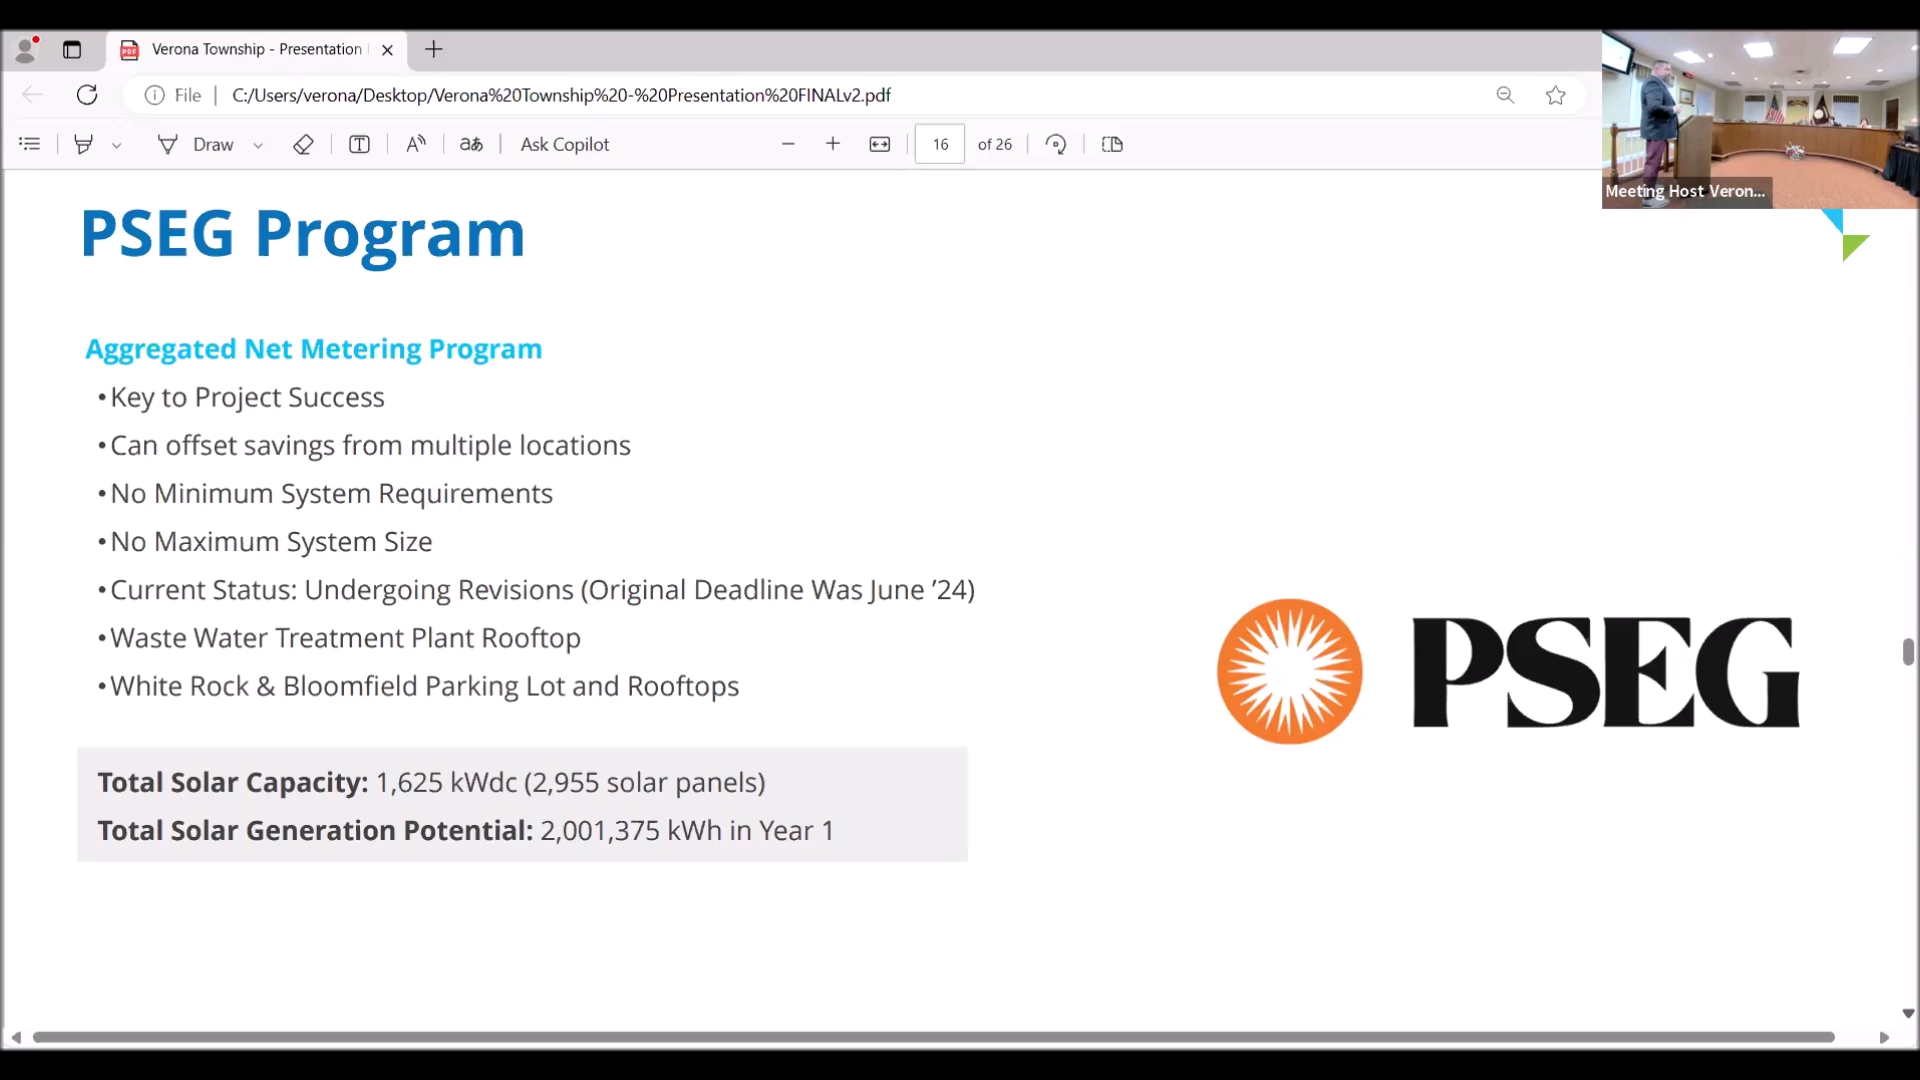 Verona Township - Presentation
File
C:/Users/verona/Desktop/Verona%20Township%20-%20Presentation%20FINALv2.pdf
Draw
Ask Copilot
16 of 26
Meeting Host Veron...
PSEG Program
Aggregated Net Metering Program
•Key to Project Success
•Can offset savings from multiple locations
•No Minimum System Requirements
•No Maximum System Size
•Current Status: Undergoing Revisions (Original Deadline Was June ’24)
•Waste Water Treatment Plant Rooftop
•White Rock & Bloomfield Parking Lot and Rooftops
PSEG
Total Solar Capacity: 1,625 kWdc (2,955 solar panels)
Total Solar Generation Potential: 2,001,375 kWh in Year 1